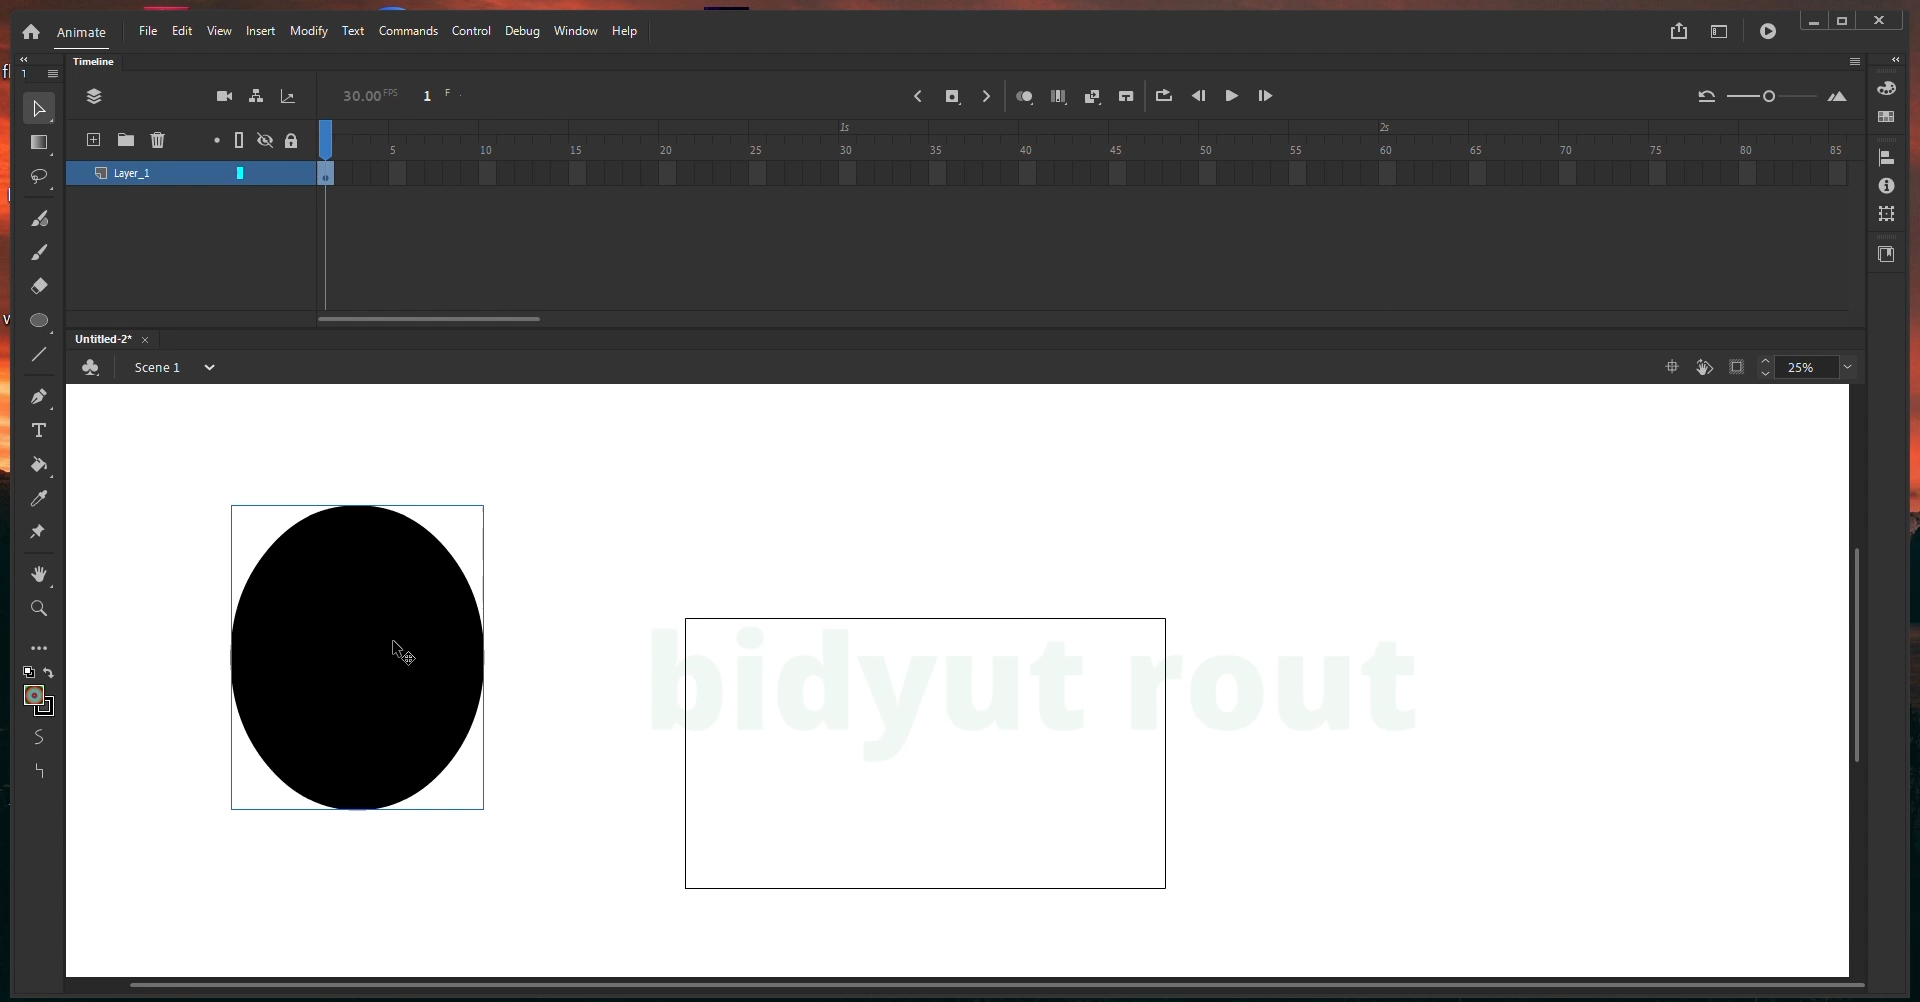 Animate File Edit View Insert Modify Text Commands Control Debug Window Help
Timeline
30.00 FPS 1 F
1s 2s
5 10 15 20 25 30 35 40 45 50 55 60 65 70 75 80 85
Layer_1
Untitled-2* ×
Scene 1 25%
bidyut rout